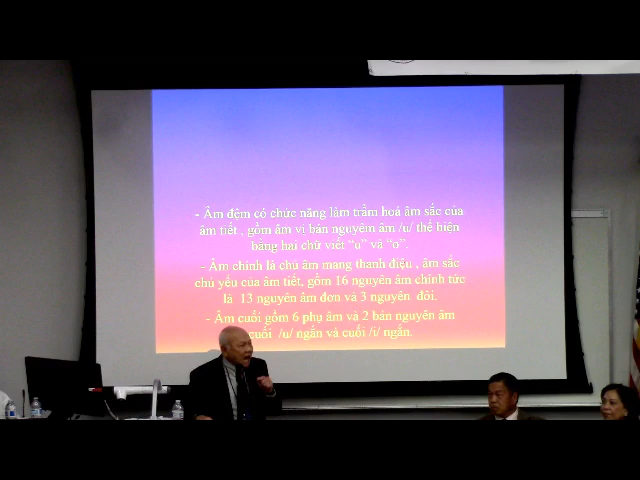 - Âm đệm có chức năng làm trầm hoá âm sắc của
âm tiết , gồm âm vị bán nguyên âm /u/ thể hiện
bằng hai chữ viết “u” và “o”.
- Âm chính là chủ âm mang thanh điệu , âm sắc
chủ yếu của âm tiết, gồm 16 nguyên âm chính tức
là 13 nguyên âm đơn và 3 nguyên đôi.
- Âm cuối gồm 6 phụ âm và 2 bán nguyên âm
cuối /u/ ngắn và cuối /i/ ngắn.